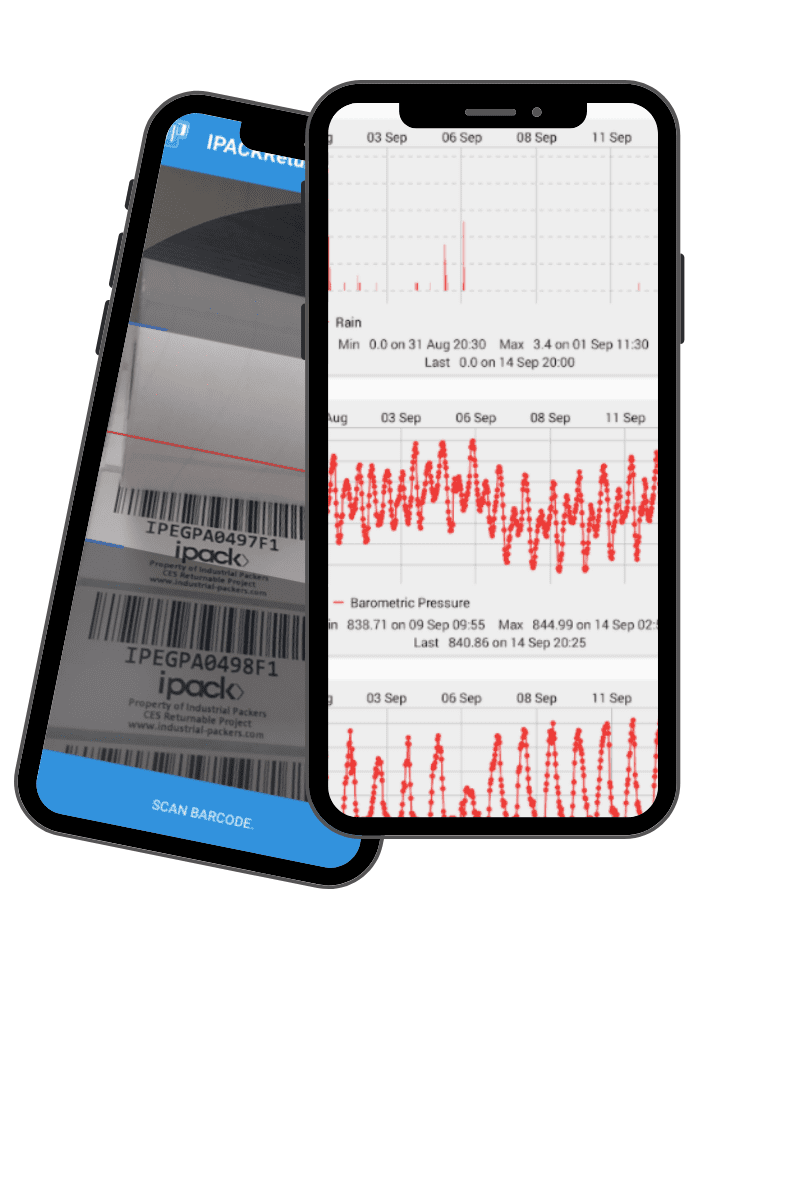 IPACKRetu
IPEGPA0497F1
ipack
Property of Industrial Packers
CES Returnable Project
www.industrial-packers.com
IPEGPA0498F1
ipack
Property of Industrial Packers
CES Returnable Project
www.industrial-packers.com
SCAN BARCODE.
g 03 Sep 06 Sep 08 Sep 11 Sep
Rain
Min 0.0 on 31 Aug 20:30 Max 3.4 on 01 Sep 11:30
Last 0.0 on 14 Sep 20:00
Aug 03 Sep 06 Sep 08 Sep 11 Sep
Barometric Pressure
in 838.71 on 09 Sep 09:55 Max 844.99 on 14 Sep 02:5
Last 840.86 on 14 Sep 20:25
g 03 Sep 06 Sep 08 Sep 11 Sep